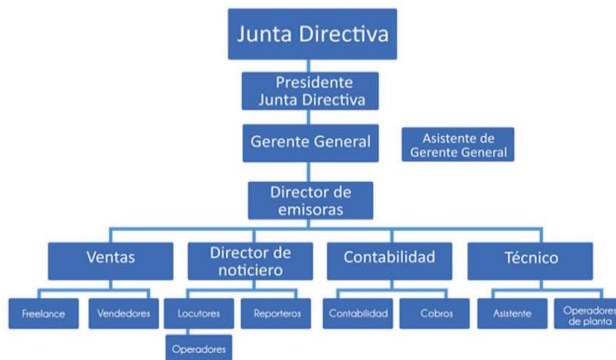 Junta Directiva
Presidente
Junta Directiva
Gerente General
Asistente de
Gerente General
Director de
emisoras
Ventas
Director de
noticiero
Contabilidad
Técnico
Freelance
Vendedores
Locutores
Reporteros
Contabilidad
Cobros
Asistente
Operadores
de planta
Operadores